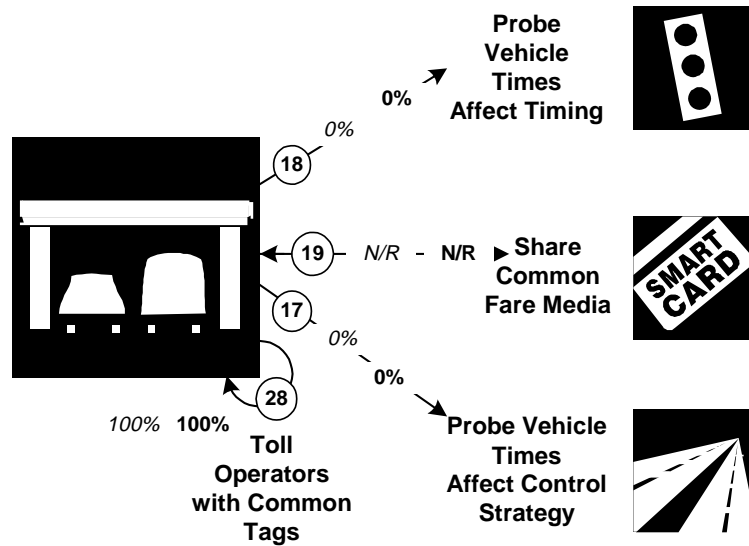 Probe
Vehicle
Times
Affect Timing
0%
0%
18
19
N/R
N/R
Share
Common
Fare Media
SMART
CARD
17
0%
0%
28
100% 100%
Toll
Operators
with Common
Tags
Probe Vehicle
Times
Affect Control
Strategy